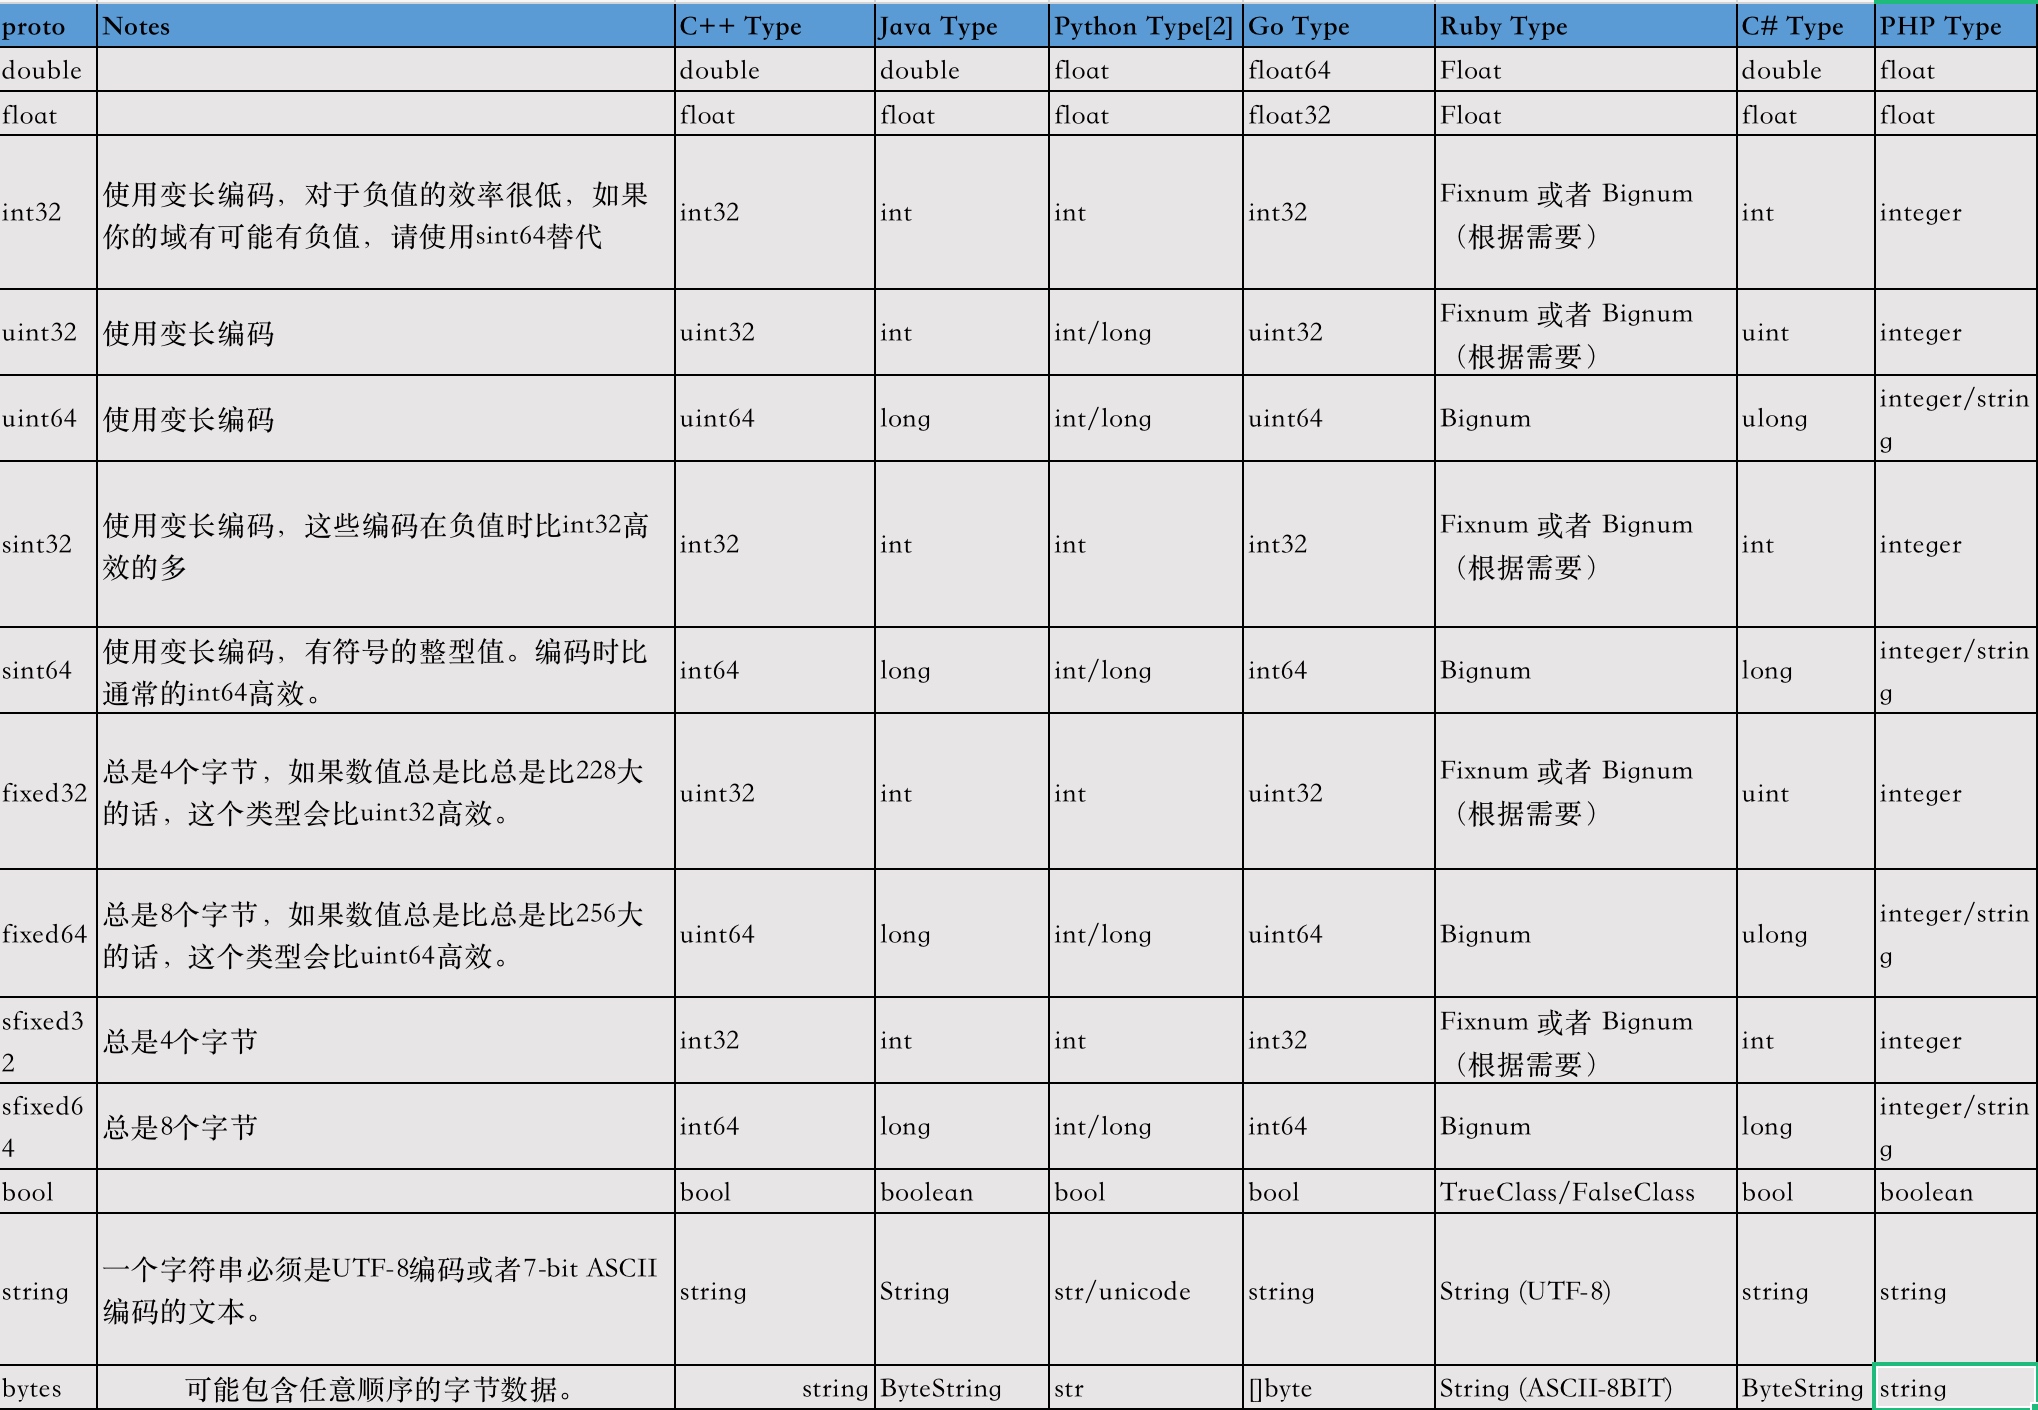 proto Notes C++ Type Java Type Python Type[2] Go Type Ruby Type C# Type PHP Type
double double double float float64 Float double float
float float float float float32 Float float float
int32 使用变长编码，对于负值的效率很低，如果
你的域有可能有负值，请使用sint64替代 int32 int int int32 Fixnum 或者 Bignum
（根据需要） int integer
uint32 使用变长编码 uint32 int int/long uint32 Fixnum 或者 Bignum
（根据需要） uint integer
uint64 使用变长编码 uint64 long int/long uint64 Bignum ulong integer/strin
g
sint32 使用变长编码，这些编码在负值时比int32高
效的多 int32 int int int32 Fixnum 或者 Bignum
（根据需要） int integer
sint64 使用变长编码，有符号的整型值。编码时比
通常的int64高效。 int64 long int/long int64 Bignum long integer/strin
g
fixed32 总是4个字节，如果数值总是比总是比228大
的话，这个类型会比uint32高效。 uint32 int int uint32 Fixnum 或者 Bignum
（根据需要） uint integer
fixed64 总是8个字节，如果数值总是比总是比256大
的话，这个类型会比uint64高效。 uint64 long int/long uint64 Bignum ulong integer/strin
g
sfixed3
2 总是4个字节 int32 int int int32 Fixnum 或者 Bignum
（根据需要） int integer
sfixed6
4 总是8个字节 int64 long int/long int64 Bignum long integer/strin
g
bool bool boolean bool bool TrueClass/FalseClass bool boolean
string 一个字符串必须是UTF-8编码或者7-bit ASCII
编码的文本。 string String str/unicode string String (UTF-8) string string
bytes 可能包含任意顺序的字节数据。 string ByteString str []byte String (ASCII-8BIT) ByteString string